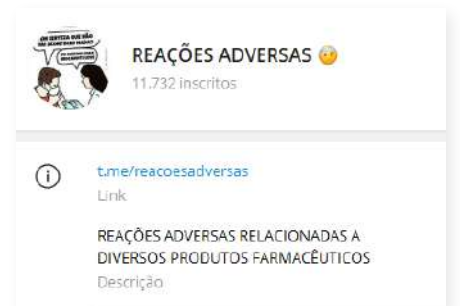 REAÇÕES ADVERSAS 🤕
11.732 inscritos
t.me/reacoesadversas
Link
REAÇÕES ADVERSAS RELACIONADAS A
DIVERSOS PRODUTOS FARMACÊUTICOS
Descrição